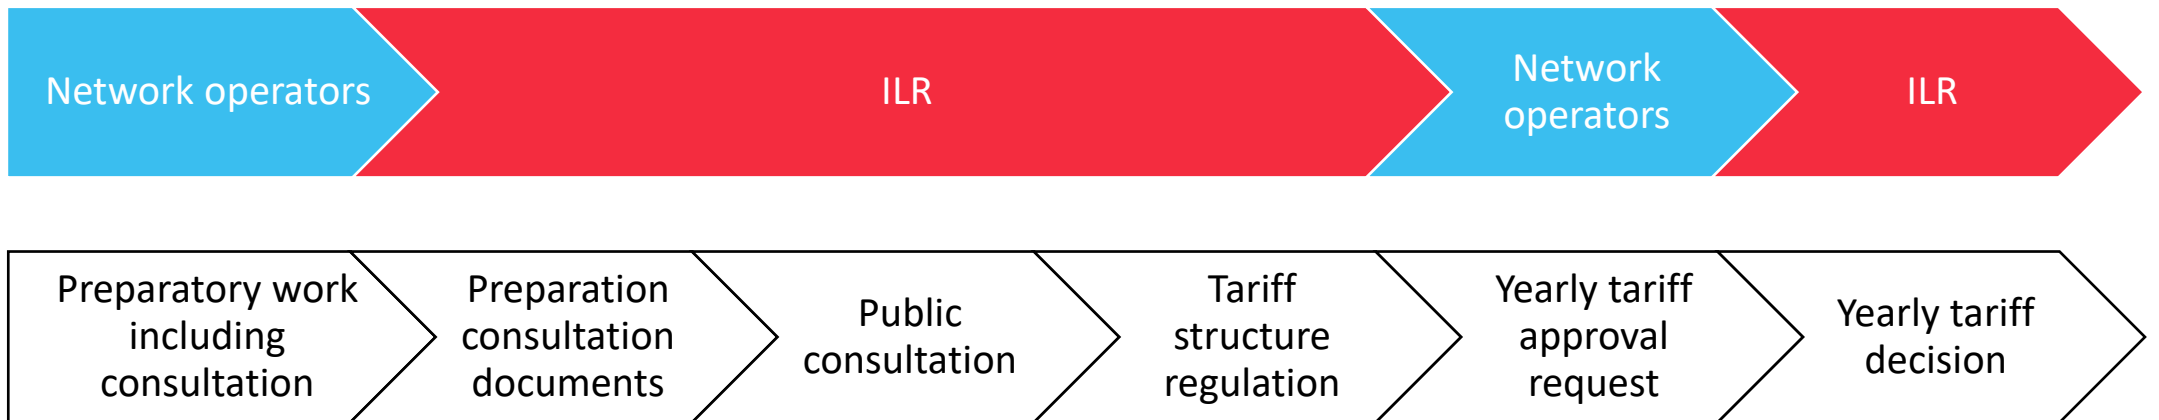 Network operators
ILR
Network
operators
ILR
Preparatory work
including
consultation
Preparation
consultation
documents
Public
consultation
Tariff
structure
regulation
Yearly tariff
approval
request
Yearly tariff
decision